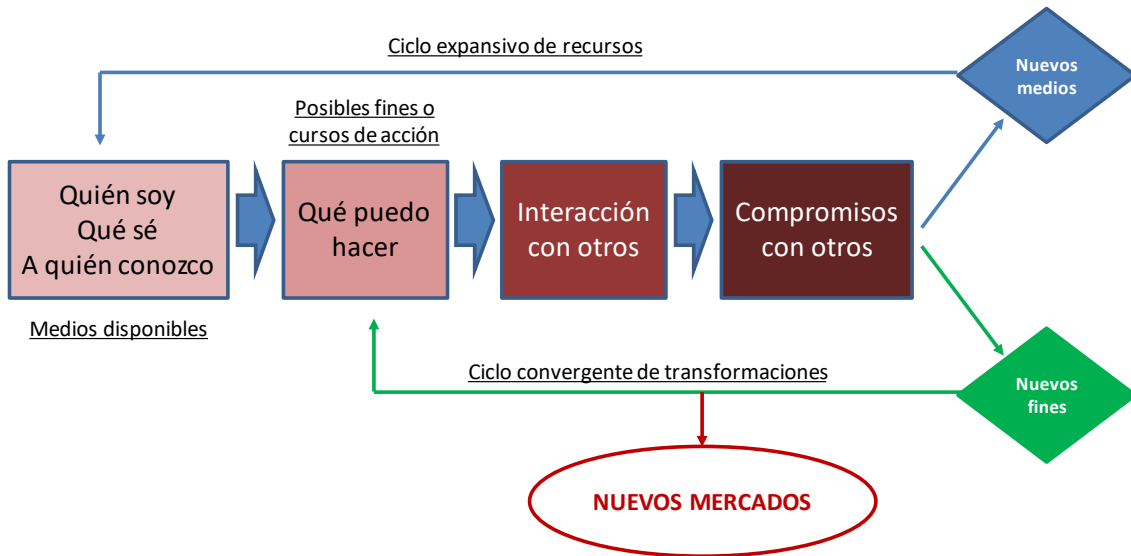 Ciclo expansivo de recursos
Nuevos
medios
Posibles fines o
cursos de acción
Quién soy
Qué sé
A quién conozco
Qué puedo
hacer
Interacción
con otros
Compromisos
con otros
Medios disponibles
Ciclo convergente de transformaciones
Nuevos
fines
NUEVOS MERCADOS